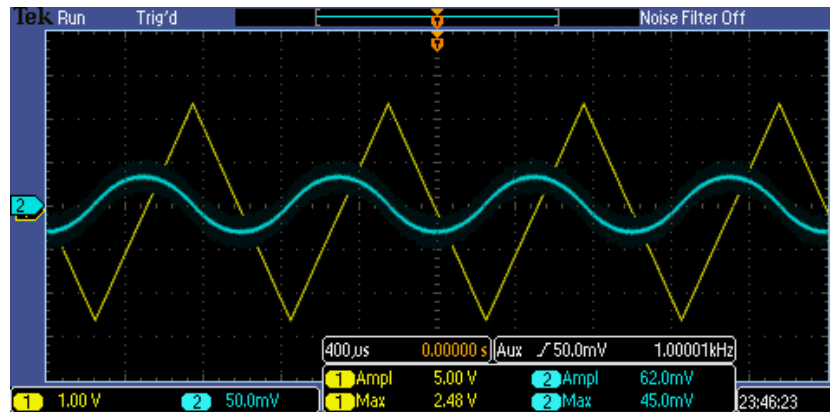 Tek Run Trig'd Noise Filter Off
T
T
2
400µs 0.00000 s Aux ∫ 50.0mV 1.00001kHz
1 Ampl 5.00 V 2 Ampl 62.0mV
1 1.00 V 2 50.0mV 1 Max 2.48 V 2 Max 45.0mV 23:46:23